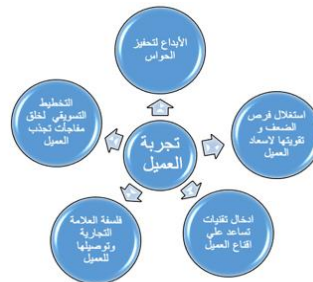 الأبداع لتحفيز
الحواس
استغلال فرص
الضعف و
تقويتها لاسعاد
العميل
ادخال تقنيات
تساعد علي
اقناع العميل
فلسفة العلامة
التجارية
وتوصيلها
للعميل
التخطيط
التسويقي لخلق
مفاجأت تجذب
العميل
تجربة
العميل